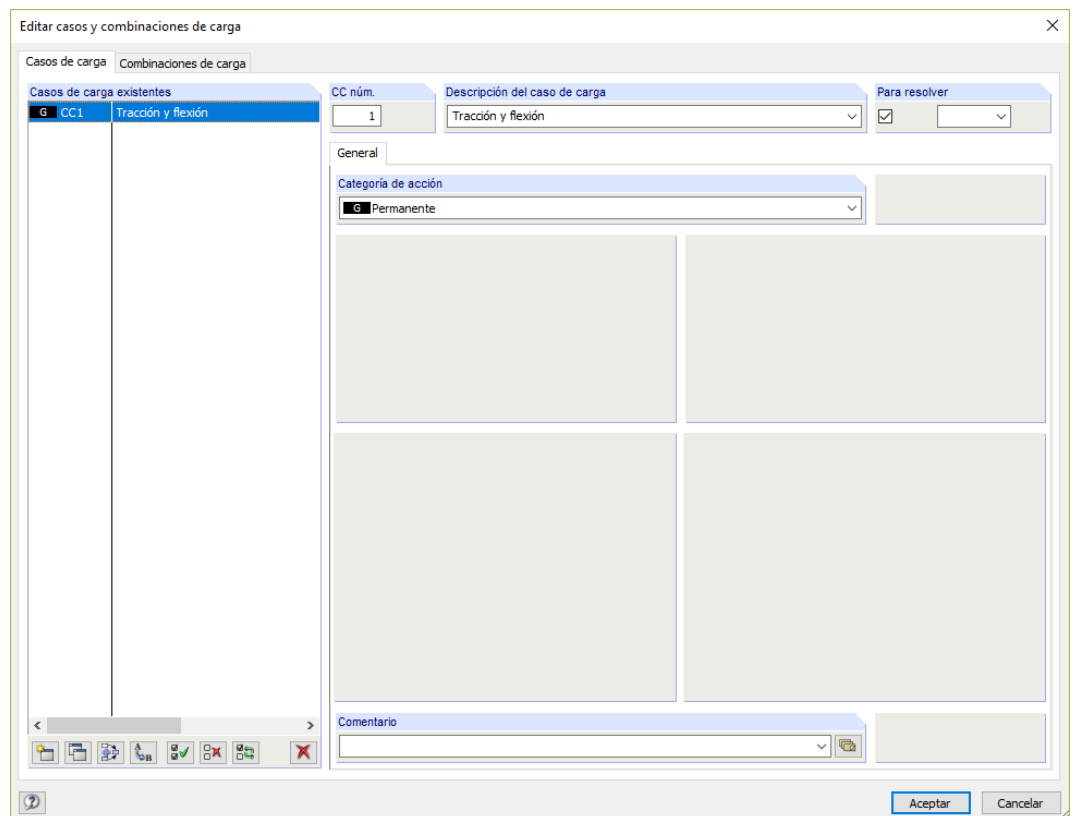 Editar casos y combinaciones de carga
Casos de carga
Combinaciones de carga
Casos de carga existentes
G CC1 Tracción y flexión
CC núm.
1
Descripción del caso de carga
Tracción y flexión
Para resolver
General
Categoría de acción
G Permanente
Comentario
Aceptar
Cancelar